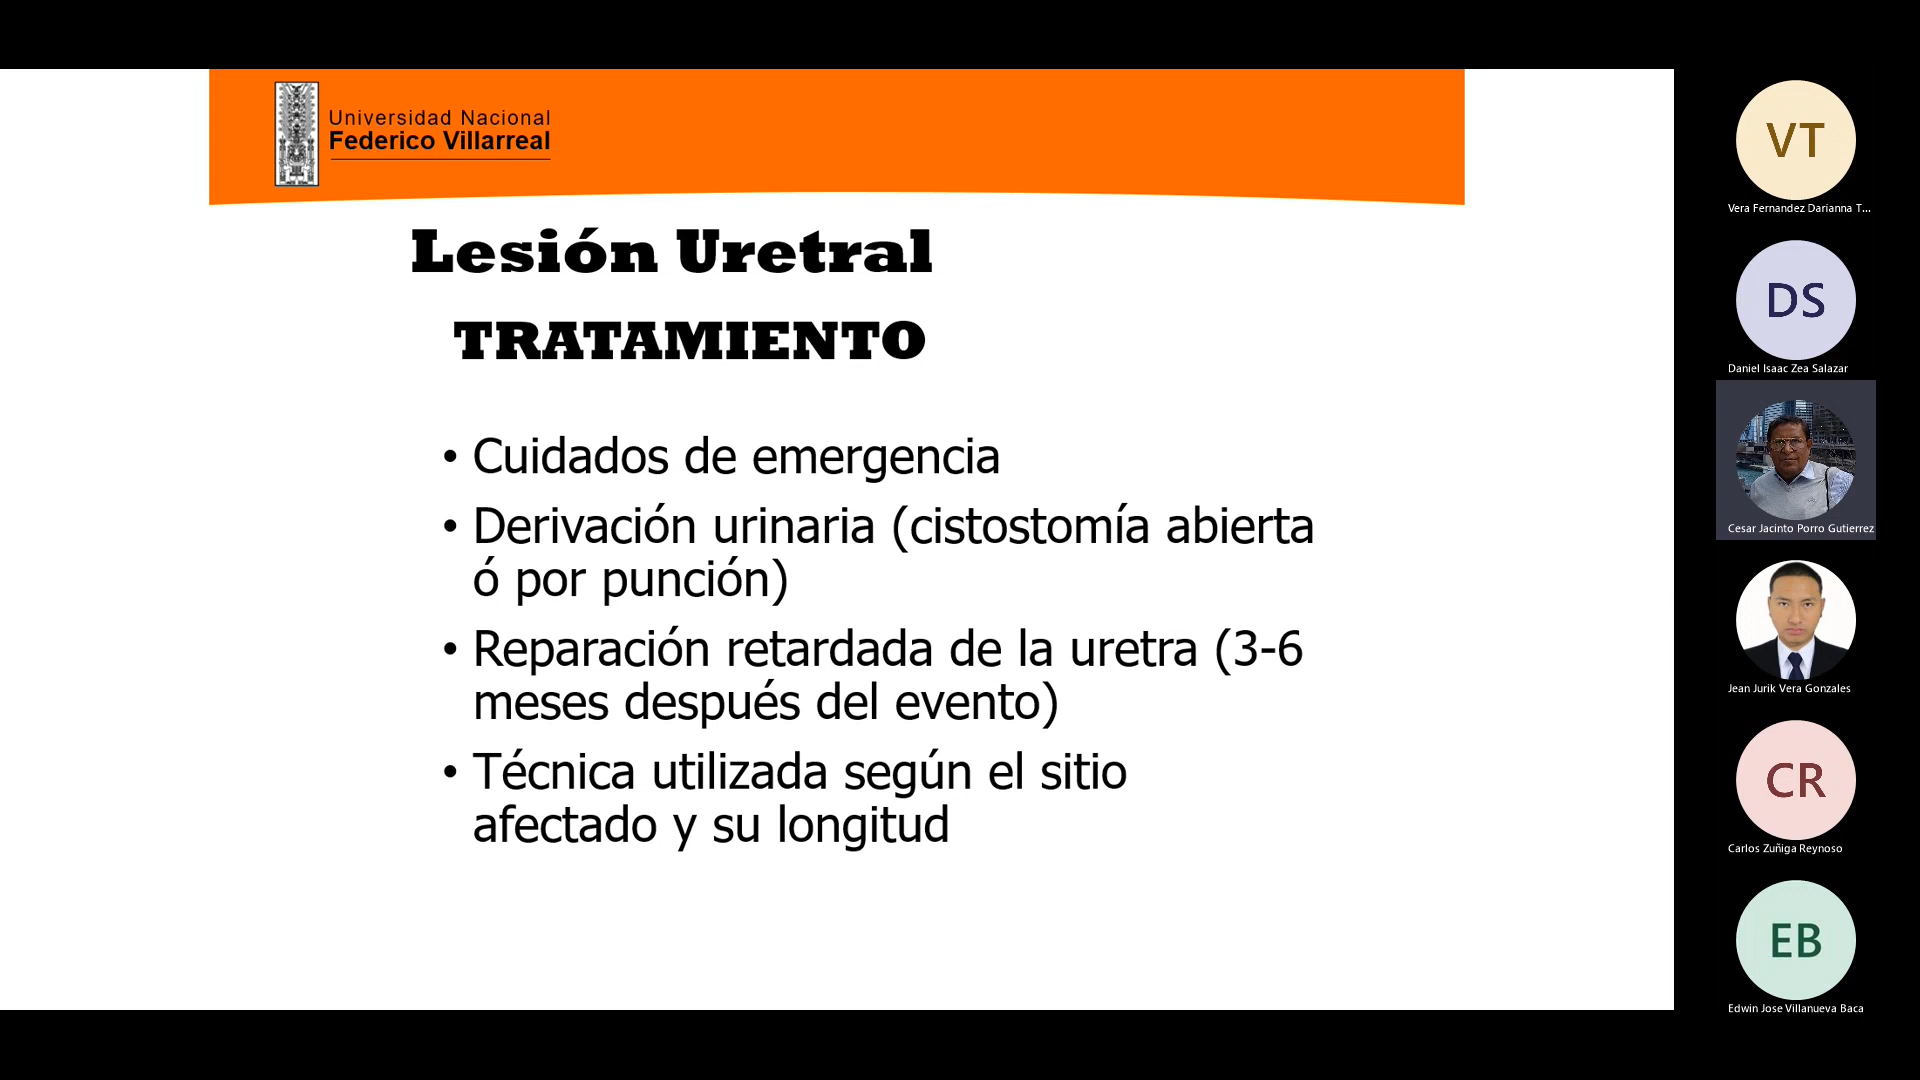 Universidad Nacional
Federico Villarreal
Lesión Uretral
TRATAMIENTO
• Cuidados de emergencia
• Derivación urinaria (cistostomía abierta
ó por punción)
• Reparación retardada de la uretra (3-6
meses después del evento)
• Técnica utilizada según el sitio
afectado y su longitud
VT
Vera Fernandez Darianna T...
DS
Daniel Isaac Zea Salazar
Cesar Jacinto Porro Gutierrez
Jean Jurik Vera Gonzales
CR
Carlos Zuñiga Reynoso
EB
Edwin Jose Villanueva Baca